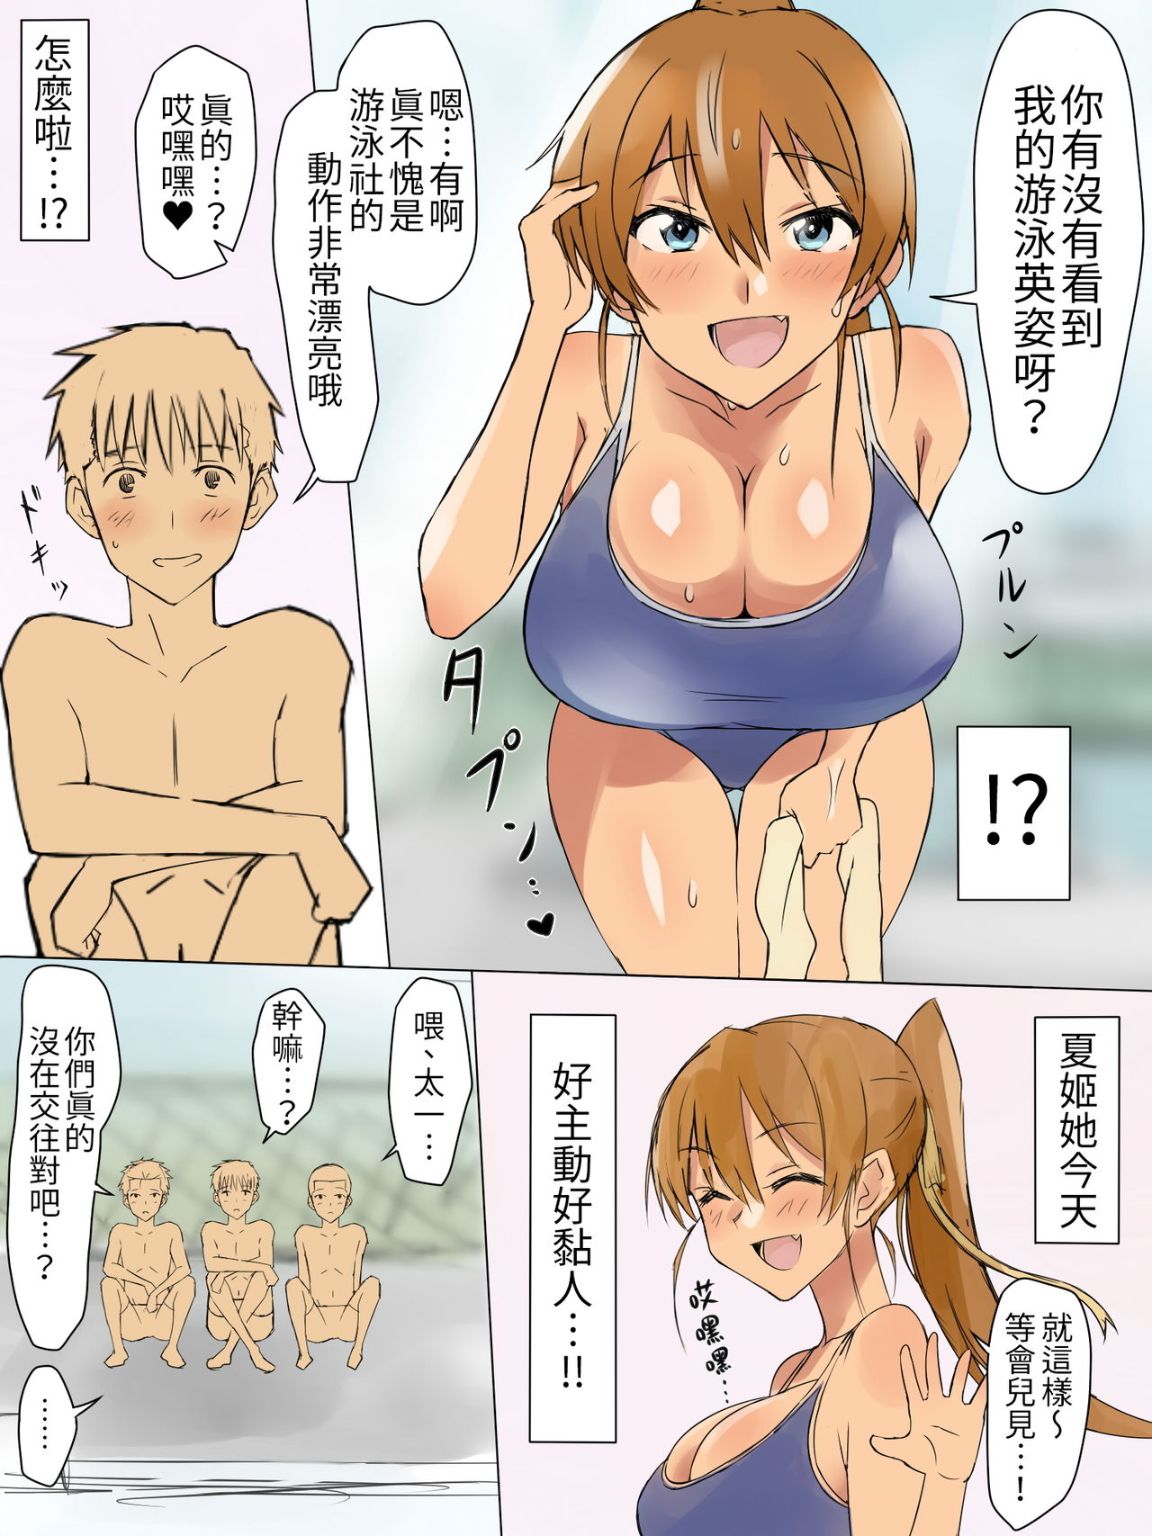 你有沒有看到
我的游泳英姿呀？
嗯…有啊
眞不愧是
游泳社的
動作非常漂亮哦
眞的…？
哎嘿嘿♥
怎麼啦…!?
ドキッ
プルン
タプン…♥
!?
夏姬她今天
好主動好黏人…!!
哎嘿嘿…
就這樣～
等會兒見…！
喂、太一…
幹嘛…？
你們眞的
沒在交往對吧…？
……